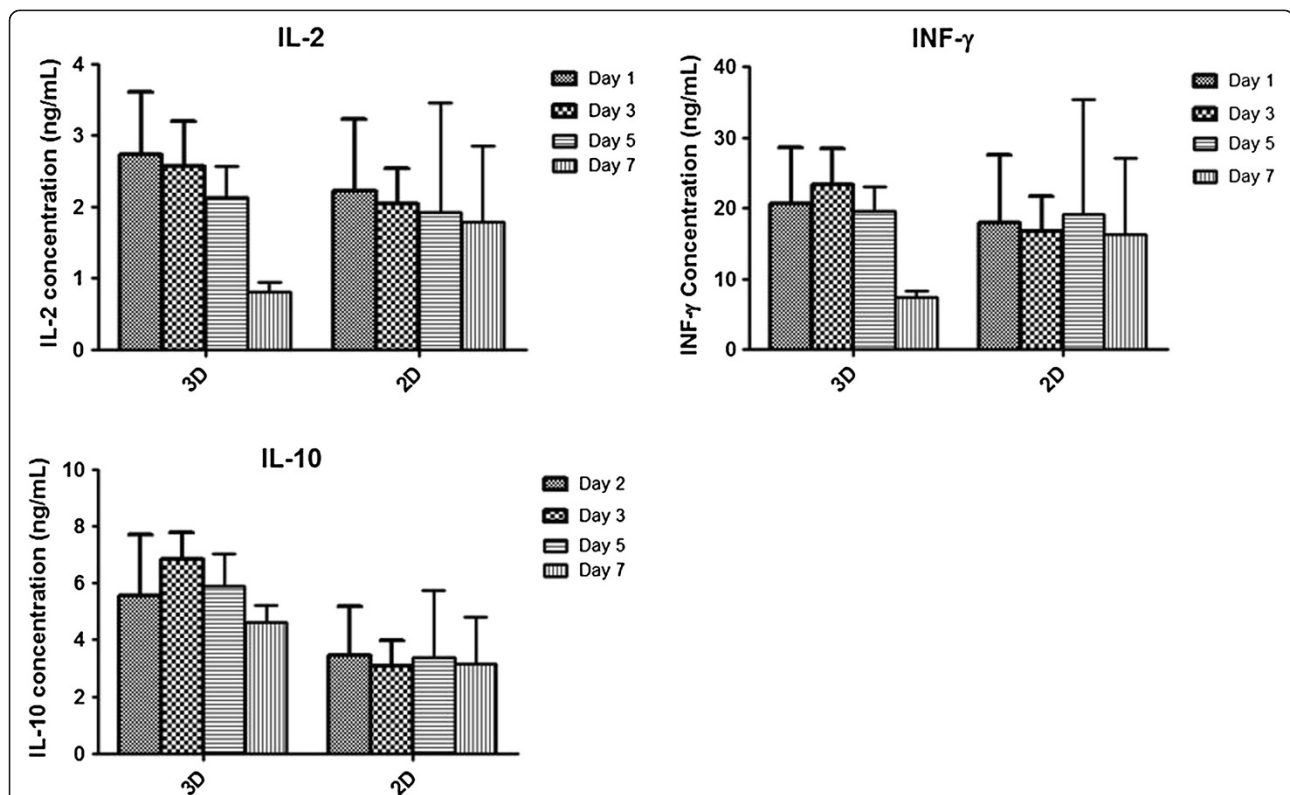 IL-2
IL-2 concentration (ng/mL)
4
3
2
1
0
3D
2D
Day 1
Day 3
Day 5
Day 7
INF-γ
INF-γ Concentration (ng/mL)
40
30
20
10
0
3D
2D
Day 1
Day 3
Day 5
Day 7
IL-10
IL-10 concentration (ng/mL)
10
8
6
4
2
0
3D
2D
Day 2
Day 3
Day 5
Day 7